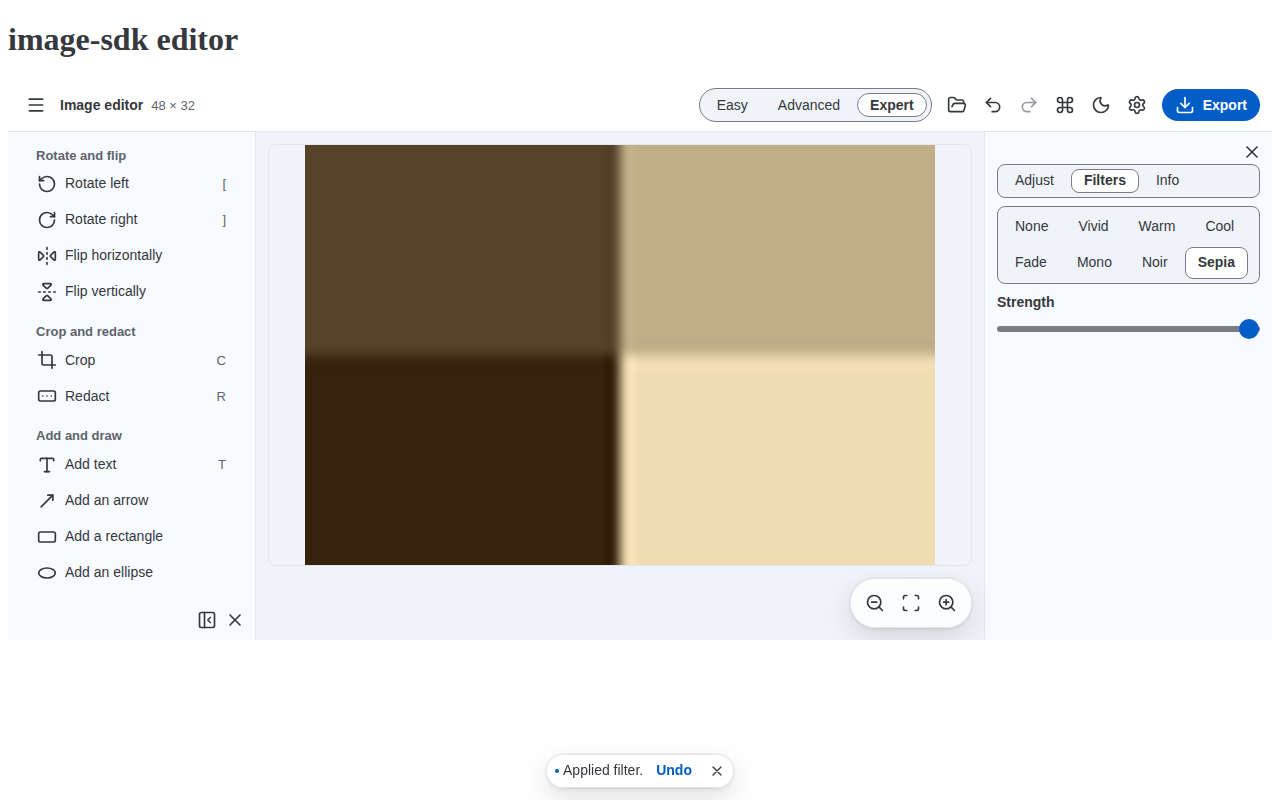 image-sdk editor
Image editor 48 × 32 Easy Advanced Expert Export
Rotate and flip
Rotate left [
Rotate right ]
Flip horizontally
Flip vertically
Crop and redact
Crop C
Redact R
Add and draw
Add text T
Add an arrow
Add a rectangle
Add an ellipse
Adjust Filters Info
None Vivid Warm Cool
Fade Mono Noir Sepia
Strength
Applied filter. Undo